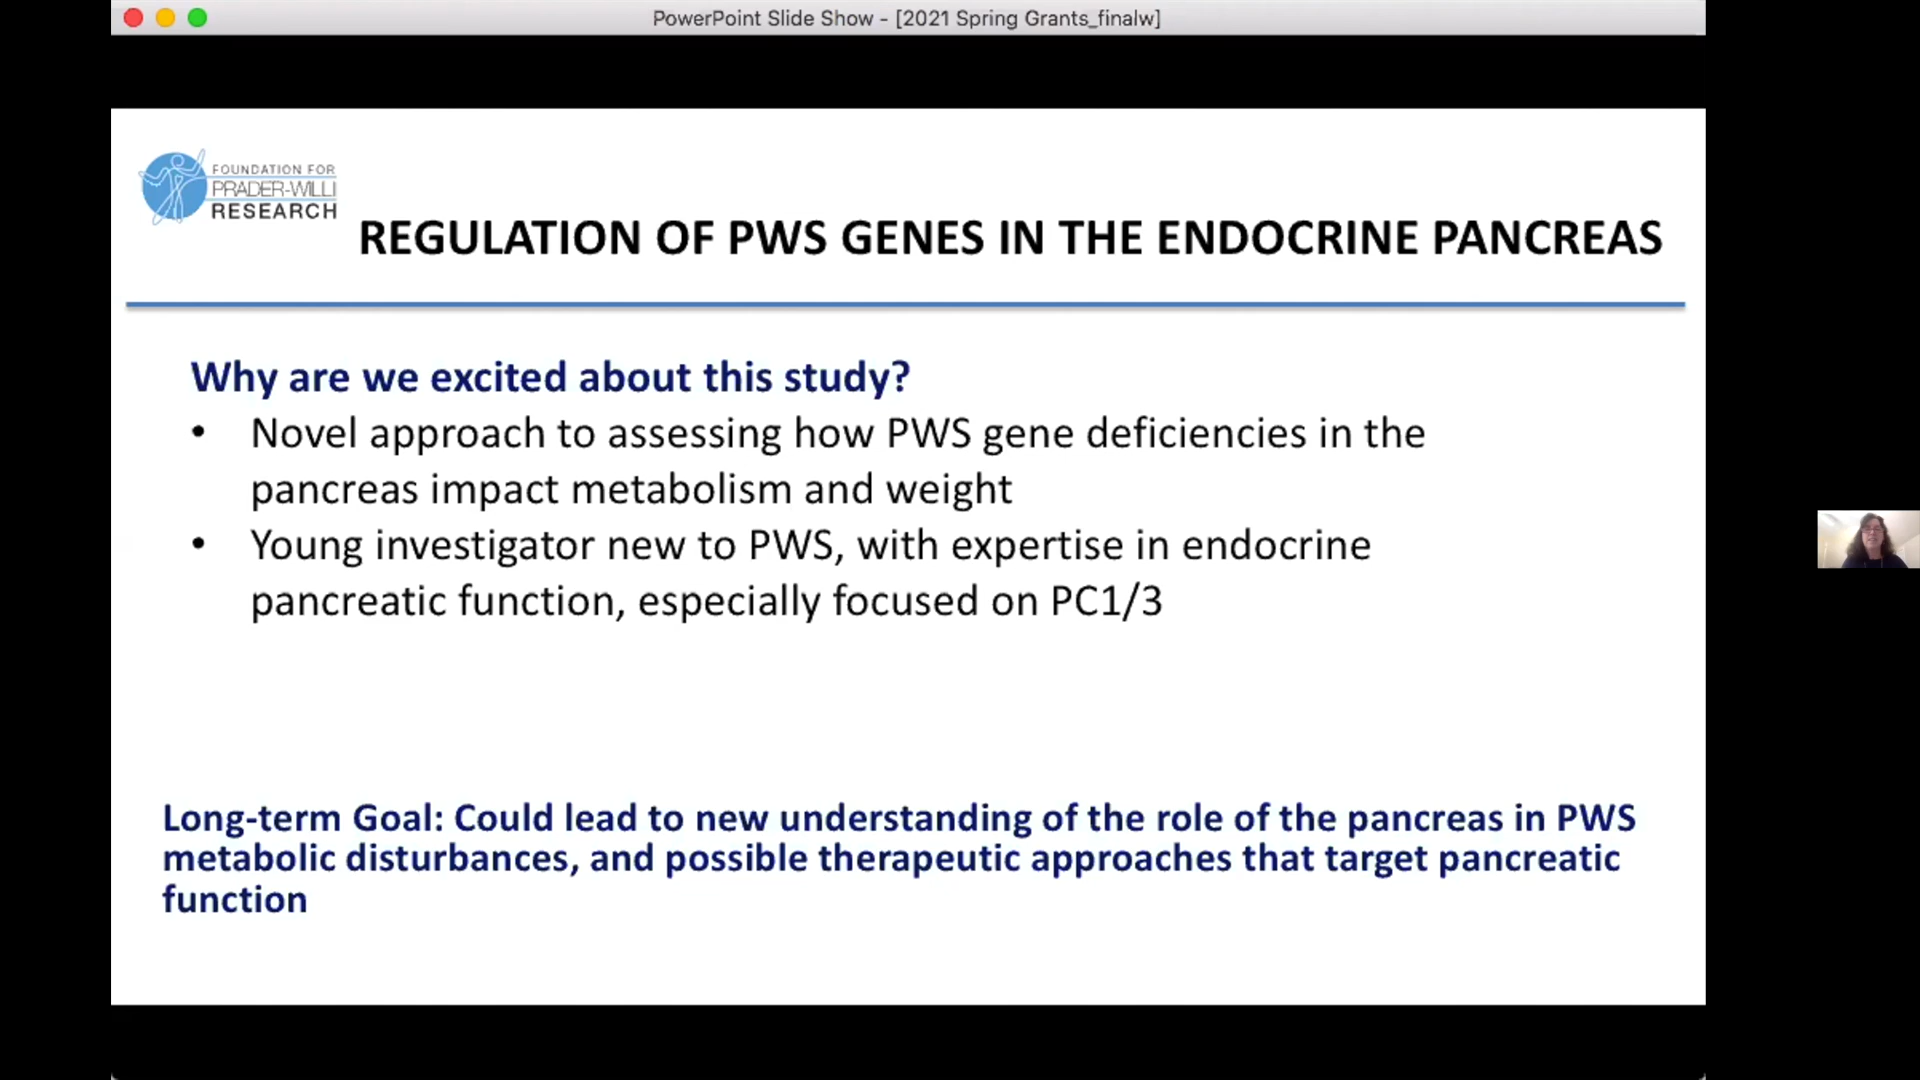 PowerPoint Slide Show - [2021 Spring Grants_finalw]
FOUNDATION FOR
PRADER-WILLI
RESEARCH
REGULATION OF PWS GENES IN THE ENDOCRINE PANCREAS
Why are we excited about this study?
• Novel approach to assessing how PWS gene deficiencies in the
pancreas impact metabolism and weight
• Young investigator new to PWS, with expertise in endocrine
pancreatic function, especially focused on PC1/3
Long-term Goal: Could lead to new understanding of the role of the pancreas in PWS
metabolic disturbances, and possible therapeutic approaches that target pancreatic
function